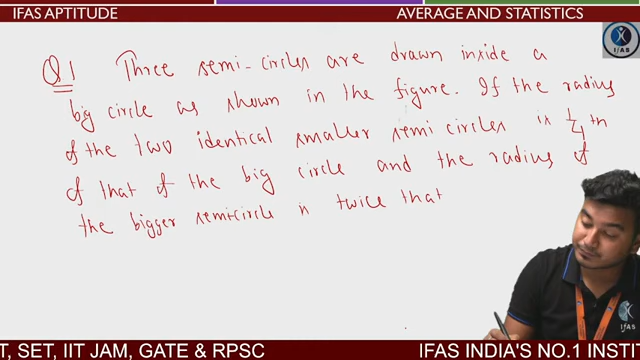 IFAS APTITUDE
AVERAGE AND STATISTICS
Q1 Three semi-circles are drawn inside a
big circle as shown in the figure. If the radius
of the two identical smaller semi circles is 1/4 th
of that of the big circle and the radius of
the bigger semicircle is twice that
IFAS
IFAS
T, SET, IIT JAM, GATE & RPSC
IFAS INDIA'S NO 1 INSTIT